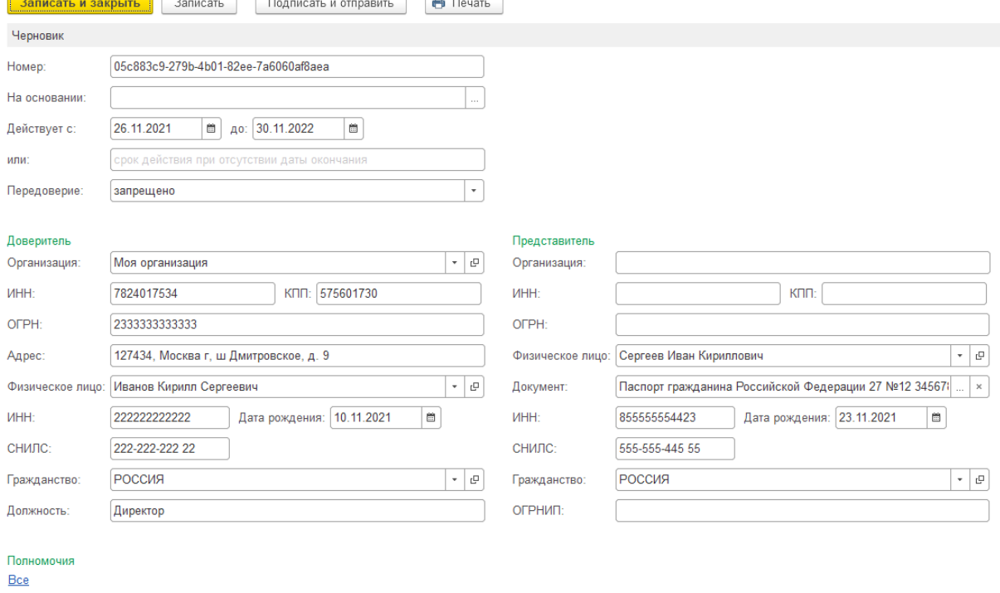 Записать и закрыть Записать Подписать и отправить Печать
Черновик
Номер: 05c883c9-279b-4b01-82ee-7a6060af8aea
На основании: ...
Действует с: 26.11.2021 до: 30.11.2022
или: срок действия при отсутствии даты окончания
Передоверие: запрещено
Доверитель Представитель
Организация: Моя организация Организация:
ИНН: 7824017534 КПП: 575601730 ИНН: КПП:
ОГРН: 2333333333333 ОГРН:
Адрес: 127434, Москва г, ш Дмитровское, д. 9 Физическое лицо: Сергеев Иван Кириллович
Физическое лицо: Иванов Кирилл Сергеевич Документ: Паспорт гражданина Российской Федерации 27 №12 34567 ... ×
ИНН: 222222222222 Дата рождения: 10.11.2021 ИНН: 855555554423 Дата рождения: 23.11.2021
СНИЛС: 222-222-222 22 СНИЛС: 555-555-445 55
Гражданство: РОССИЯ Гражданство: РОССИЯ
Должность: Директор ОГРНИП:
Полномочия
Все